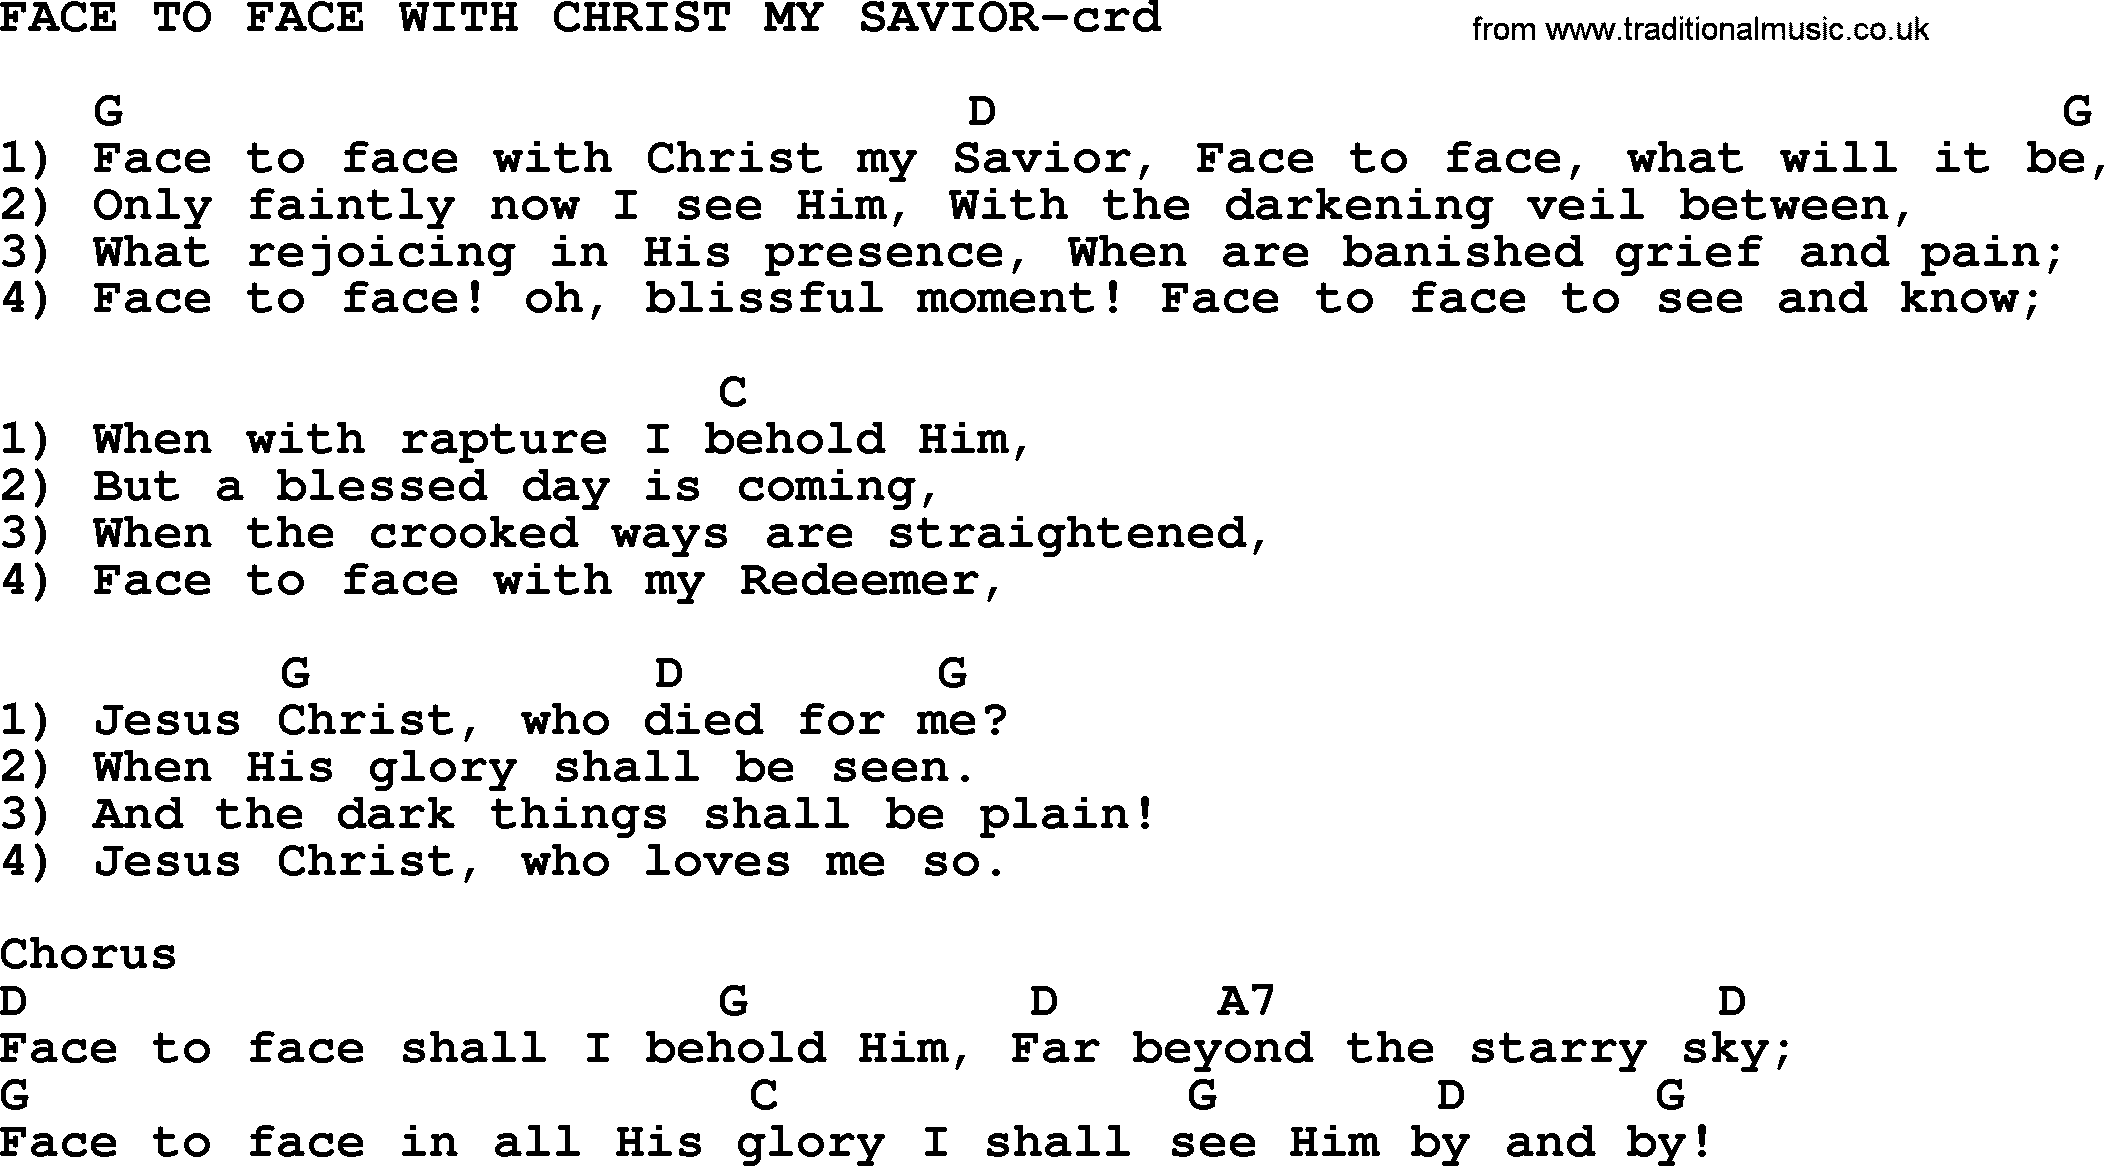 FACE TO FACE WITH CHRIST MY SAVIOR-crd from www.traditionalmusic.co.uk
G D G
1) Face to face with Christ my Savior, Face to face, what will it be,
2) Only faintly now I see Him, With the darkening veil between,
3) What rejoicing in His presence, When are banished grief and pain;
4) Face to face! oh, blissful moment! Face to face to see and know;
C
1) When with rapture I behold Him,
2) But a blessed day is coming,
3) When the crooked ways are straightened,
4) Face to face with my Redeemer,
G D G
1) Jesus Christ, who died for me?
2) When His glory shall be seen.
3) And the dark things shall be plain!
4) Jesus Christ, who loves me so.
Chorus
D G D A7 D
Face to face shall I behold Him, Far beyond the starry sky;
G C G D G
Face to face in all His glory I shall see Him by and by!